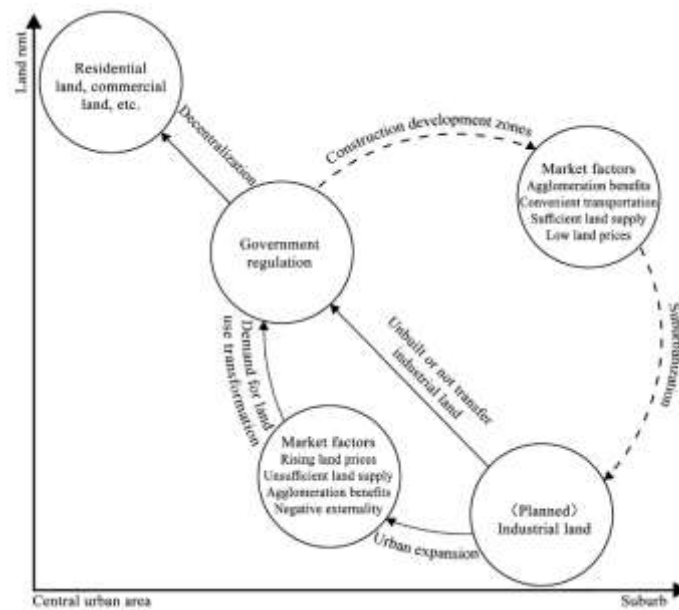 Land rent
Residential
land, commercial
land, etc.
Decentralization
Construction development zones
Market factors
Agglomeration benefits
Convenient transportation
Sufficient land supply
Low land prices
Government
regulation
Suburbanization
Unbuilt or not transfer
industrial land
Demand for land
use transformation
Market factors
Rising land prices
Unsufficient land supply
Agglomeration benefits
Negative externality
(Planned)
Industrial land
Urban expansion
Central urban area
Suburb